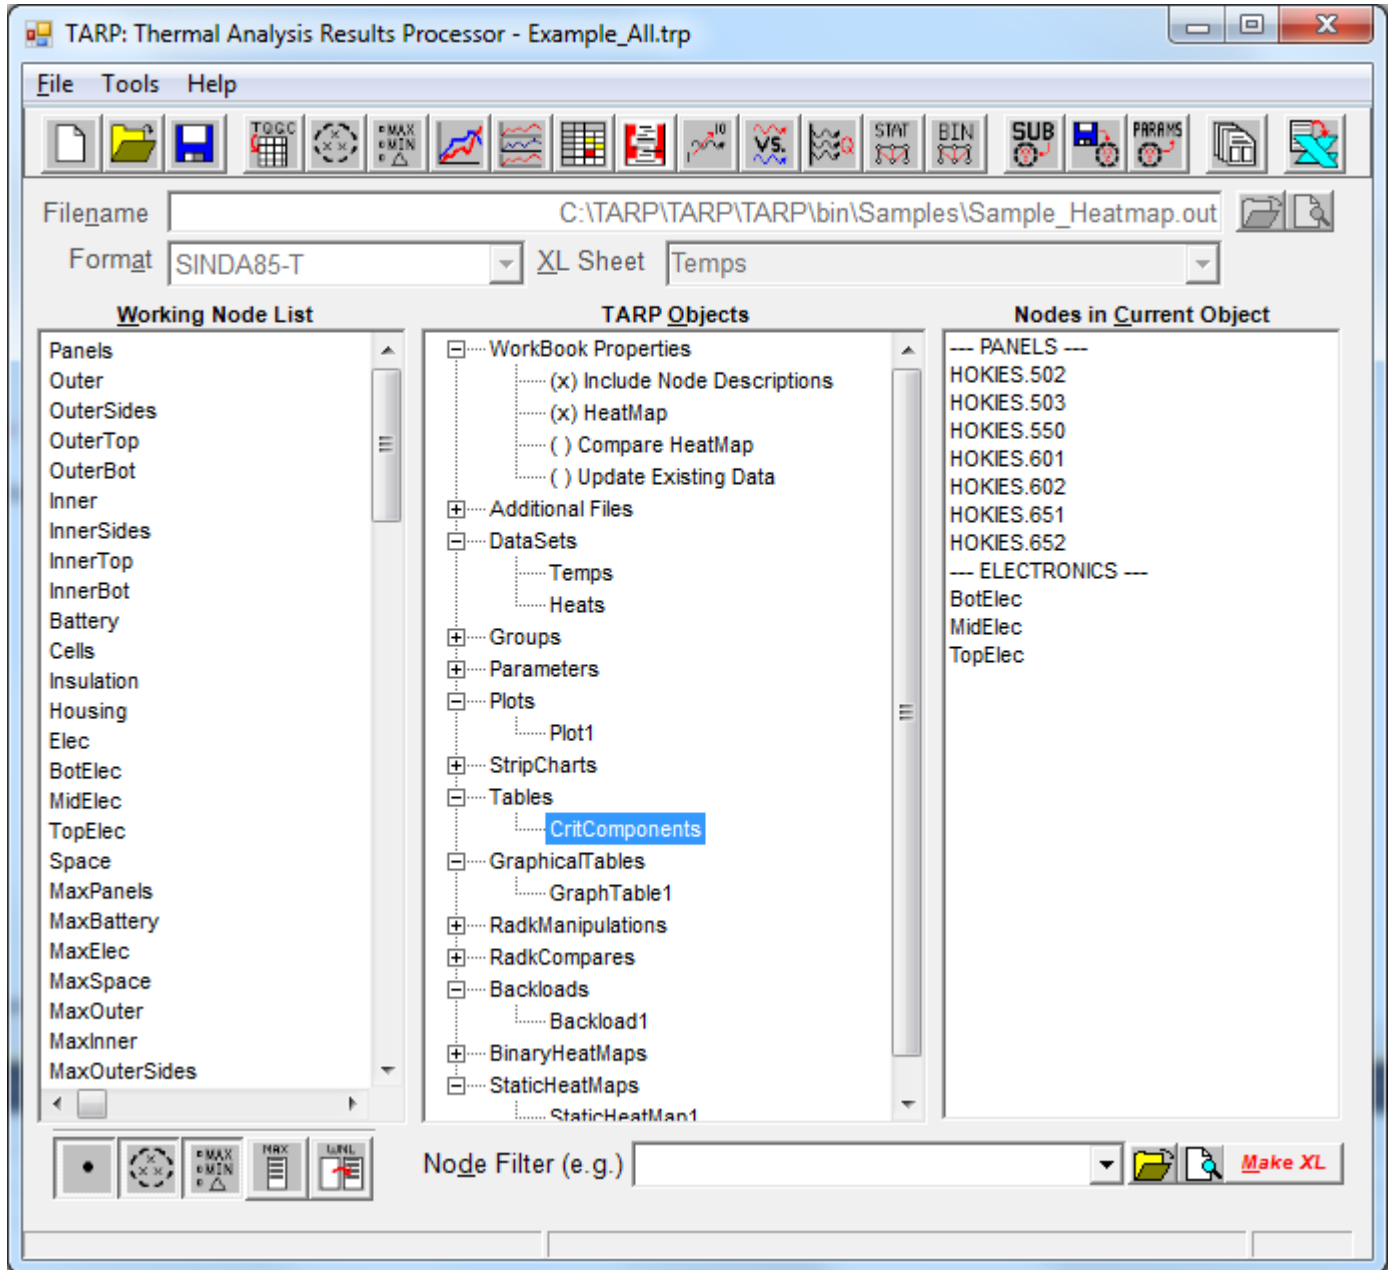 TARP: Thermal Analysis Results Processor - Example_All.trp
File Tools Help
TQGC
MAX
MIN
10
VS.
Q
STAT
BIN
SUB
PARAMS
Filename C:\TARP\TARP\TARP\bin\Samples\Sample_Heatmap.out
Format SINDA85-T XL Sheet Temps
Working Node List
Panels
Outer
OuterSides
OuterTop
OuterBot
Inner
InnerSides
InnerTop
InnerBot
Battery
Cells
Insulation
Housing
Elec
BotElec
MidElec
TopElec
Space
MaxPanels
MaxBattery
MaxElec
MaxSpace
MaxOuter
MaxInner
MaxOuterSides
TARP Objects
WorkBook Properties
(x) Include Node Descriptions
(x) HeatMap
( ) Compare HeatMap
( ) Update Existing Data
Additional Files
DataSets
Temps
Heats
Groups
Parameters
Plots
Plot1
StripCharts
Tables
CritComponents
GraphicalTables
GraphTable1
RadkManipulations
RadkCompares
Backloads
Backload1
BinaryHeatMaps
StaticHeatMaps
StaticHeatMap1
Nodes in Current Object
--- PANELS ---
HOKIES.502
HOKIES.503
HOKIES.550
HOKIES.601
HOKIES.602
HOKIES.651
HOKIES.652
--- ELECTRONICS ---
BotElec
MidElec
TopElec
MAX
MIN
MAX
WNL
Node Filter (e.g.)
Make XL